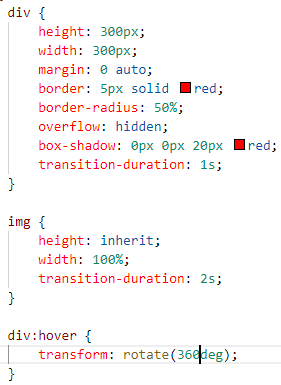 div {
    height: 300px;
    width: 300px;
    margin: 0 auto;
    border: 5px solid red;
    border-radius: 50%;
    overflow: hidden;
    box-shadow: 0px 0px 20px red;
    transition-duration: 1s;
}

img {
    height: inherit;
    width: 100%;
    transition-duration: 2s;
}

div:hover {
    transform: rotate(360deg);
}